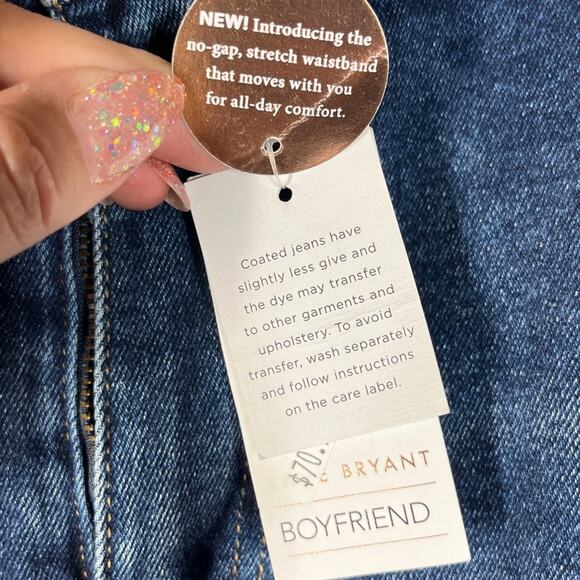 NEW! Introducing the
no-gap, stretch waistband
that moves with you
for all-day comfort.
Coated jeans have
slightly less give and
the dye may transfer
to other garments and
upholstery. To avoid
transfer, wash separately
and follow instructions
on the care label.
$70.
BRYANT
BOYFRIEND